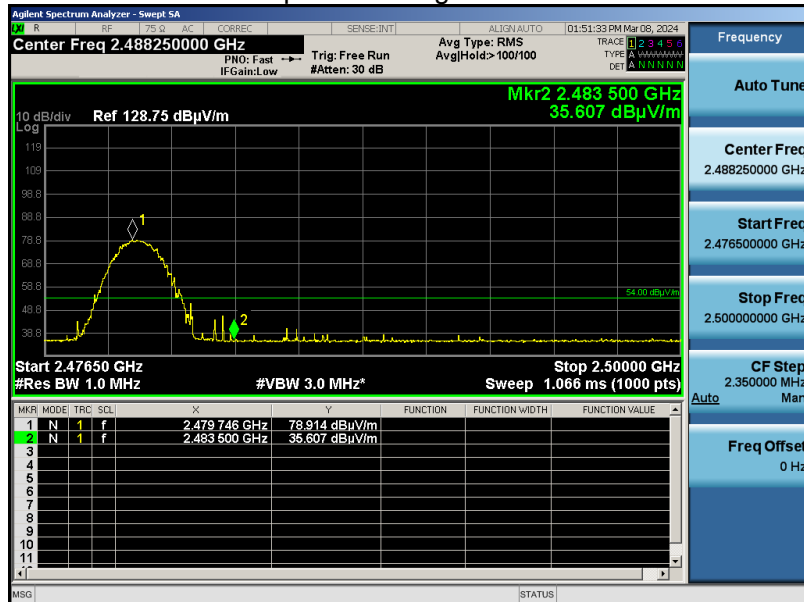 Agilent Spectrum Analyzer - Swept SA
LXI R RF 75 Ω AC CORREC SENSE:INT ALIGN AUTO 01:51:33 PM Mar 08, 2024
Center Freq 2.488250000 GHz
PNO: Fast
IFGain:Low
Trig: Free Run
#Atten: 30 dB
Avg Type: RMS
Avg|Hold:>100/100
TRACE 1 2 3 4 5 6
TYPE A WWWWW
DET A N N N N N
Mkr2 2.483 500 GHz
35.607 dBµV/m
10 dB/div Ref 128.75 dBµV/m
Log
119
109
98.8
88.8
78.8
68.8
58.8
48.8
38.8
1
2
54.00 dBµV/m
Start 2.47650 GHz Stop 2.50000 GHz
#Res BW 1.0 MHz #VBW 3.0 MHz* Sweep 1.066 ms (1000 pts)
MKR MODE TRC SCL X Y FUNCTION FUNCTION WIDTH FUNCTION VALUE
1 N 1 f 2.479 746 GHz 78.914 dBµV/m
2 N 1 f 2.483 500 GHz 35.607 dBµV/m
3
4
5
6
7
8
9
10
11
MSG STATUS
Frequency
Auto Tune
Center Freq
2.488250000 GHz
Start Freq
2.476500000 GHz
Stop Freq
2.500000000 GHz
CF Step
2.350000 MHz
Auto Man
Freq Offset
0 Hz